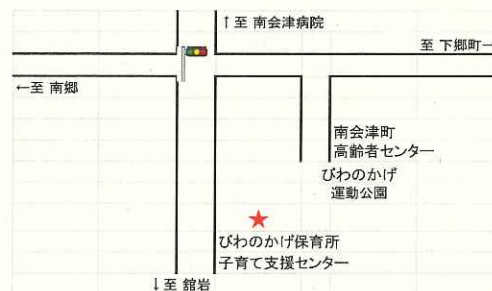 ↑至 南会津病院
至 下郷町→
←至 南郷
南会津町
高齢者センター
びわのかげ
運動公園
びわのかげ保育所
子育て支援センター
↓至 舘岩